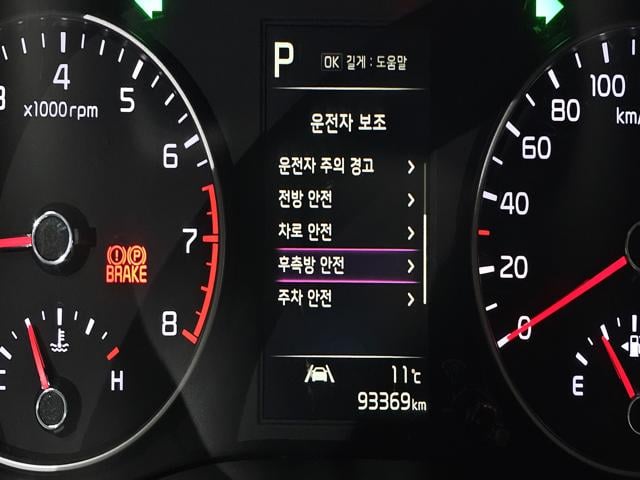 P OK 길게 : 도움말
운전자 보조
운전자 주의 경고
전방 안전
차로 안전
후측방 안전
주차 안전
11℃
93369km
3 4 5 6 7 8
x1000rpm
(!) (P)
BRAKE
C H
0 20 40 60 80 100
km/
E